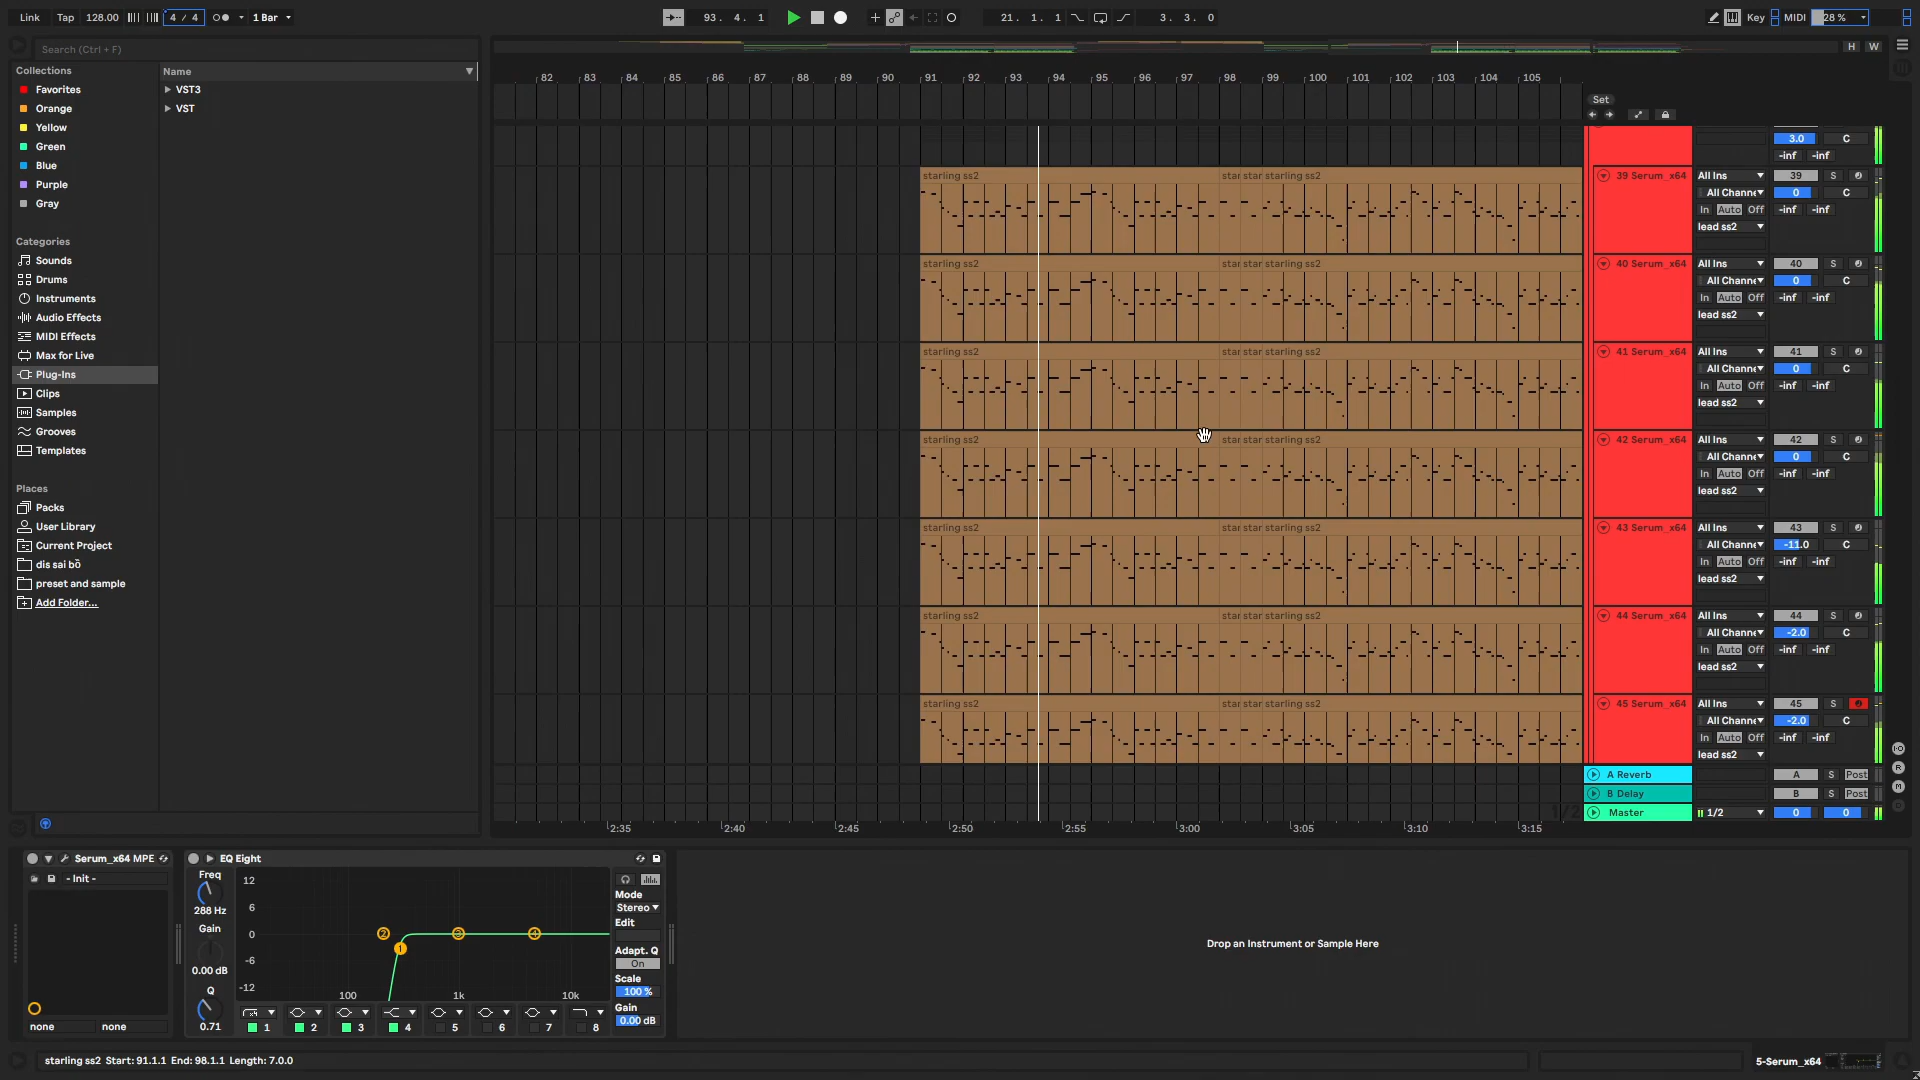 Link Tap 128.00 4 / 4 1 Bar 93. 4. 1 21. 1. 1 3. 3. 0 Key MIDI 28 %
Search (Ctrl + F)
H W
Collections Name
Favorites VST3
Orange VST
Yellow
Green
Blue
Purple
Gray
Categories
Sounds
Drums
Instruments
Audio Effects
MIDI Effects
Max for Live
Plug-Ins
Clips
Samples
Grooves
Templates
Places
Packs
User Library
Current Project
dis sai bồ
preset and sample
Add Folder...
82 83 84 85 86 87 88 89 90 91 92 93 94 95 96 97 98 99 100 101 102 103 104 105
Set
3.0 C
-inf -inf
starling ss2 star star starling ss2 39 Serum_x64 All Ins 39 S
All Channe 0 C
In Auto Off -inf -inf
lead ss2
starling ss2 star star starling ss2 40 Serum_x64 All Ins 40 S
All Channe 0 C
In Auto Off -inf -inf
lead ss2
starling ss2 star star starling ss2 41 Serum_x64 All Ins 41 S
All Channe 0 C
In Auto Off -inf -inf
lead ss2
starling ss2 star star starling ss2 42 Serum_x64 All Ins 42 S
All Channe 0 C
In Auto Off -inf -inf
lead ss2
starling ss2 star star starling ss2 43 Serum_x64 All Ins 43 S
All Channe -11.0 C
In Auto Off -inf -inf
lead ss2
starling ss2 star star starling ss2 44 Serum_x64 All Ins 44 S
All Channe -2.0 C
In Auto Off -inf -inf
lead ss2
starling ss2 star star starling ss2 45 Serum_x64 All Ins 45 S
All Channe -2.0 C
In Auto Off -inf -inf
lead ss2
A Reverb A S Post
B Delay B S Post
1/2 Master 1/2 0 0
2:35 2:40 2:45 2:50 2:55 3:00 3:05 3:10 3:15
Serum_x64 MPE
- Init -
none none
EQ Eight
Freq
288 Hz
Gain
0.00 dB
Q
0.71
12
6
0
-6
-12
100 1k 10k
2 1 3 4
1 2 3 4 5 6 7 8
Mode
Stereo
Edit
Adapt. Q
On
Scale
100 %
Gain
0.00 dB
Drop an Instrument or Sample Here
starling ss2 Start: 91.1.1 End: 98.1.1 Length: 7.0.0
5-Serum_x64